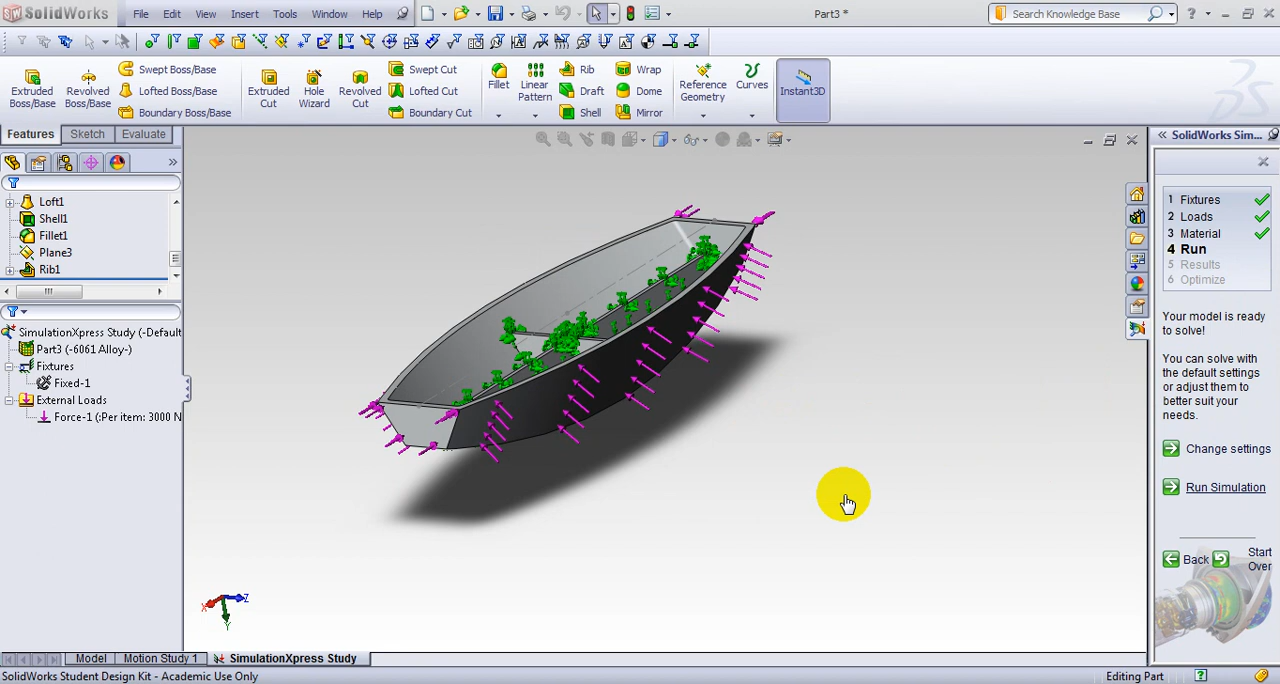 SolidWorks File Edit View Insert Tools Window Help Part3 * Search Knowledge Base
Extruded Boss/Base
Revolved Boss/Base
Swept Boss/Base
Lofted Boss/Base
Boundary Boss/Base
Extruded Cut
Hole Wizard
Revolved Cut
Swept Cut
Lofted Cut
Boundary Cut
Fillet
Linear Pattern
Rib
Draft
Shell
Wrap
Dome
Mirror
Reference Geometry
Curves
Instant3D
Features Sketch Evaluate
Loft1
Shell1
Fillet1
Plane3
Rib1
SimulationXpress Study (-Default
Part3 (-6061 Alloy-)
Fixtures
Fixed-1
External Loads
Force-1 (:Per item: 3000 N
X Z
Y
SolidWorks Sim...
1 Fixtures
2 Loads
3 Material
4 Run
5 Results
6 Optimize
Your model is ready
to solve!
You can solve with
the default settings
or adjust them to
better suit your
needs.
Change settings
Run Simulation
Back Start Over
Model Motion Study 1 SimulationXpress Study
SolidWorks Student Design Kit - Academic Use Only Editing Part